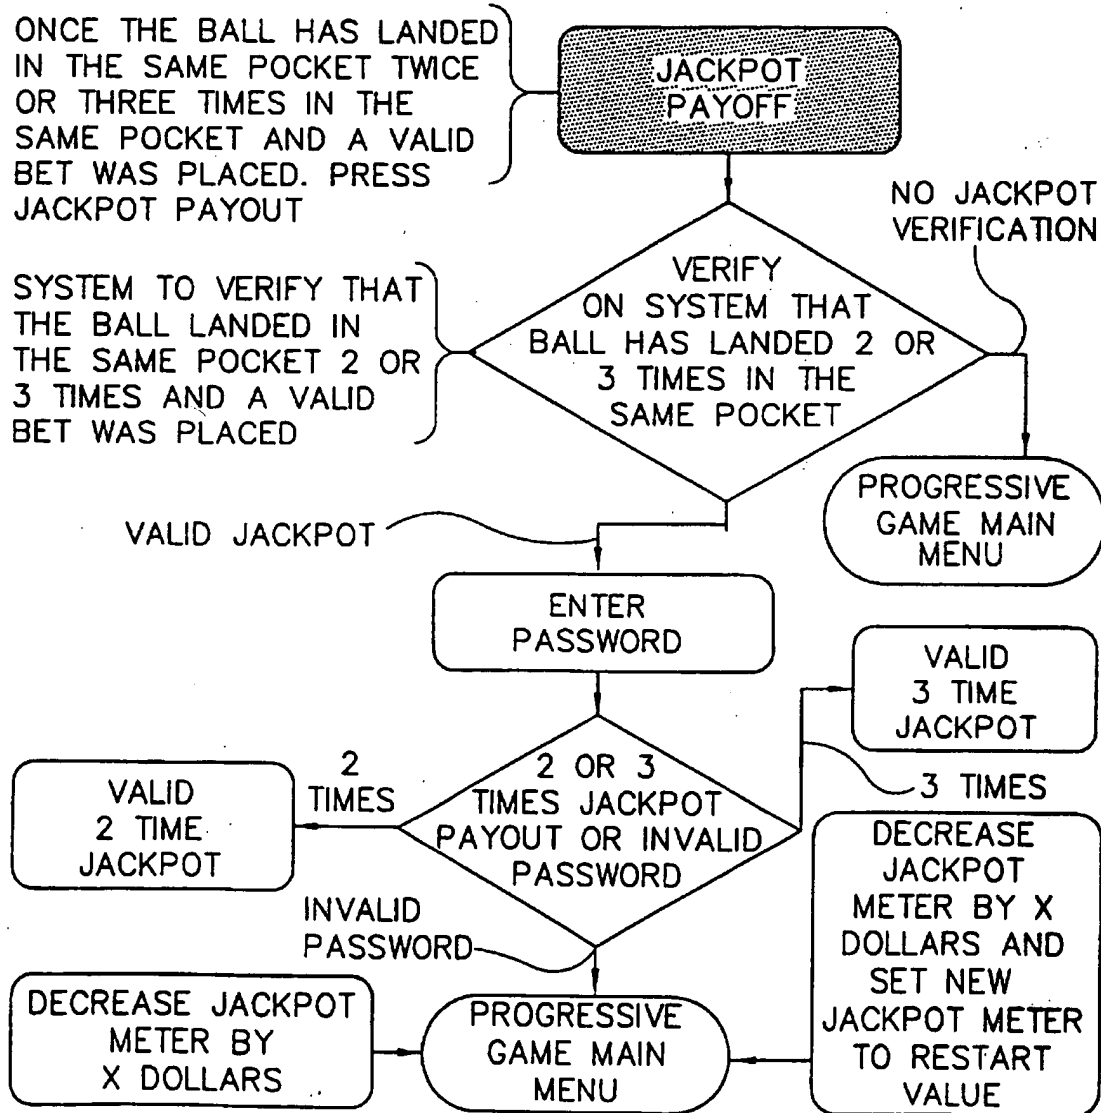 ONCE THE BALL HAS LANDED
IN THE SAME POCKET TWICE
OR THREE TIMES IN THE
SAME POCKET AND A VALID
BET WAS PLACED. PRESS
JACKPOT PAYOUT
JACKPOT
PAYOFF
NO JACKPOT
VERIFICATION
SYSTEM TO VERIFY THAT
THE BALL LANDED IN
THE SAME POCKET 2 OR
3 TIMES AND A VALID
BET WAS PLACED
VERIFY
ON SYSTEM THAT
BALL HAS LANDED 2 OR
3 TIMES IN THE
SAME POCKET
PROGRESSIVE
GAME MAIN
MENU
VALID JACKPOT
ENTER
PASSWORD
VALID
3 TIME
JACKPOT
3 TIMES
2 OR 3
TIMES JACKPOT
PAYOUT OR INVALID
PASSWORD
2
TIMES
VALID
2 TIME
JACKPOT
INVALID
PASSWORD
DECREASE
JACKPOT
METER BY X
DOLLARS AND
SET NEW
JACKPOT METER
TO RESTART
VALUE
DECREASE JACKPOT
METER BY
X DOLLARS
PROGRESSIVE
GAME MAIN
MENU